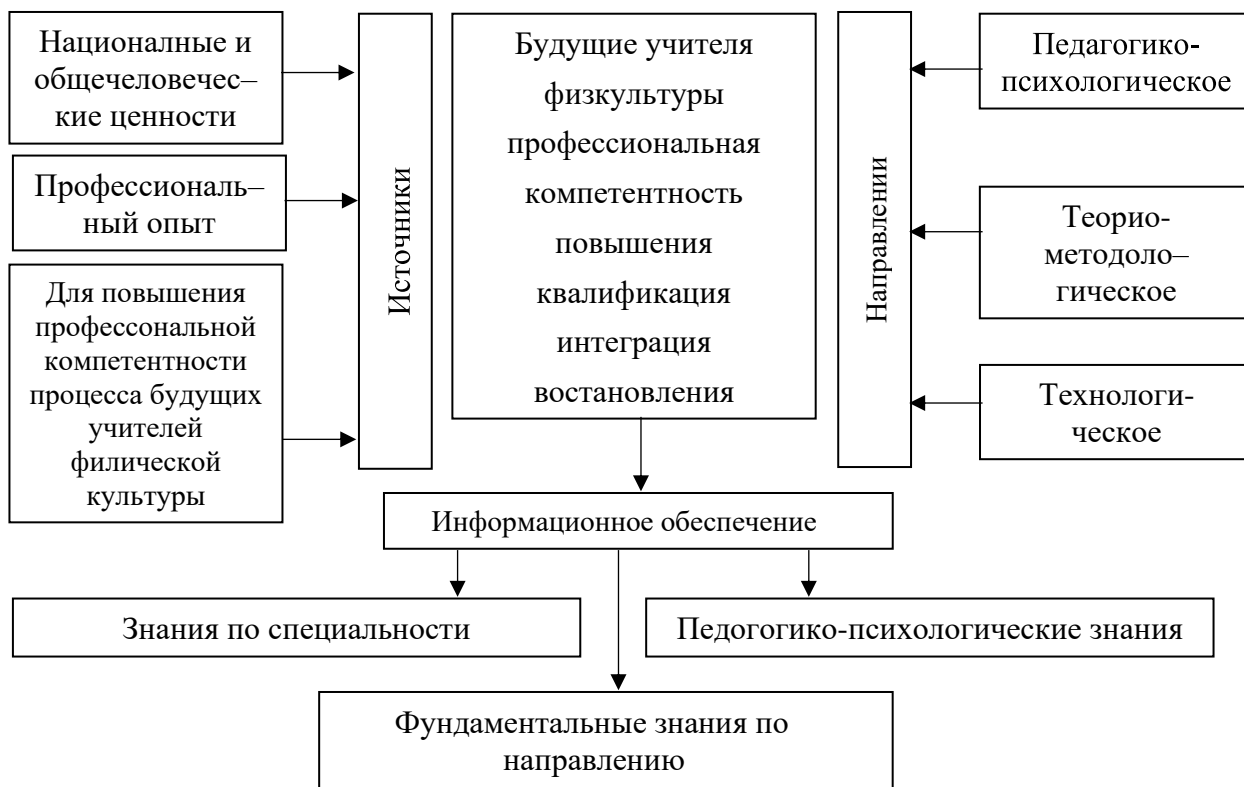 Националные и
общечеловечес–
кие ценности
Профессиональ–
ный опыт
Для повышения
профессональной
компетентности
процесса будущих
учителей
филической
культуры
Источники
Будущие учителя
физкультуры
профессиональная
компетентность
повышения
квалификация
интеграция
востановления
Направлении
Педагогико-
психологическое
Теорио-
методоло–
гическое
Технологи-
ческое
Информационное обеспечение
Знания по специальности
Педогогико-психологические знания
Фундаментальные знания по
направлению